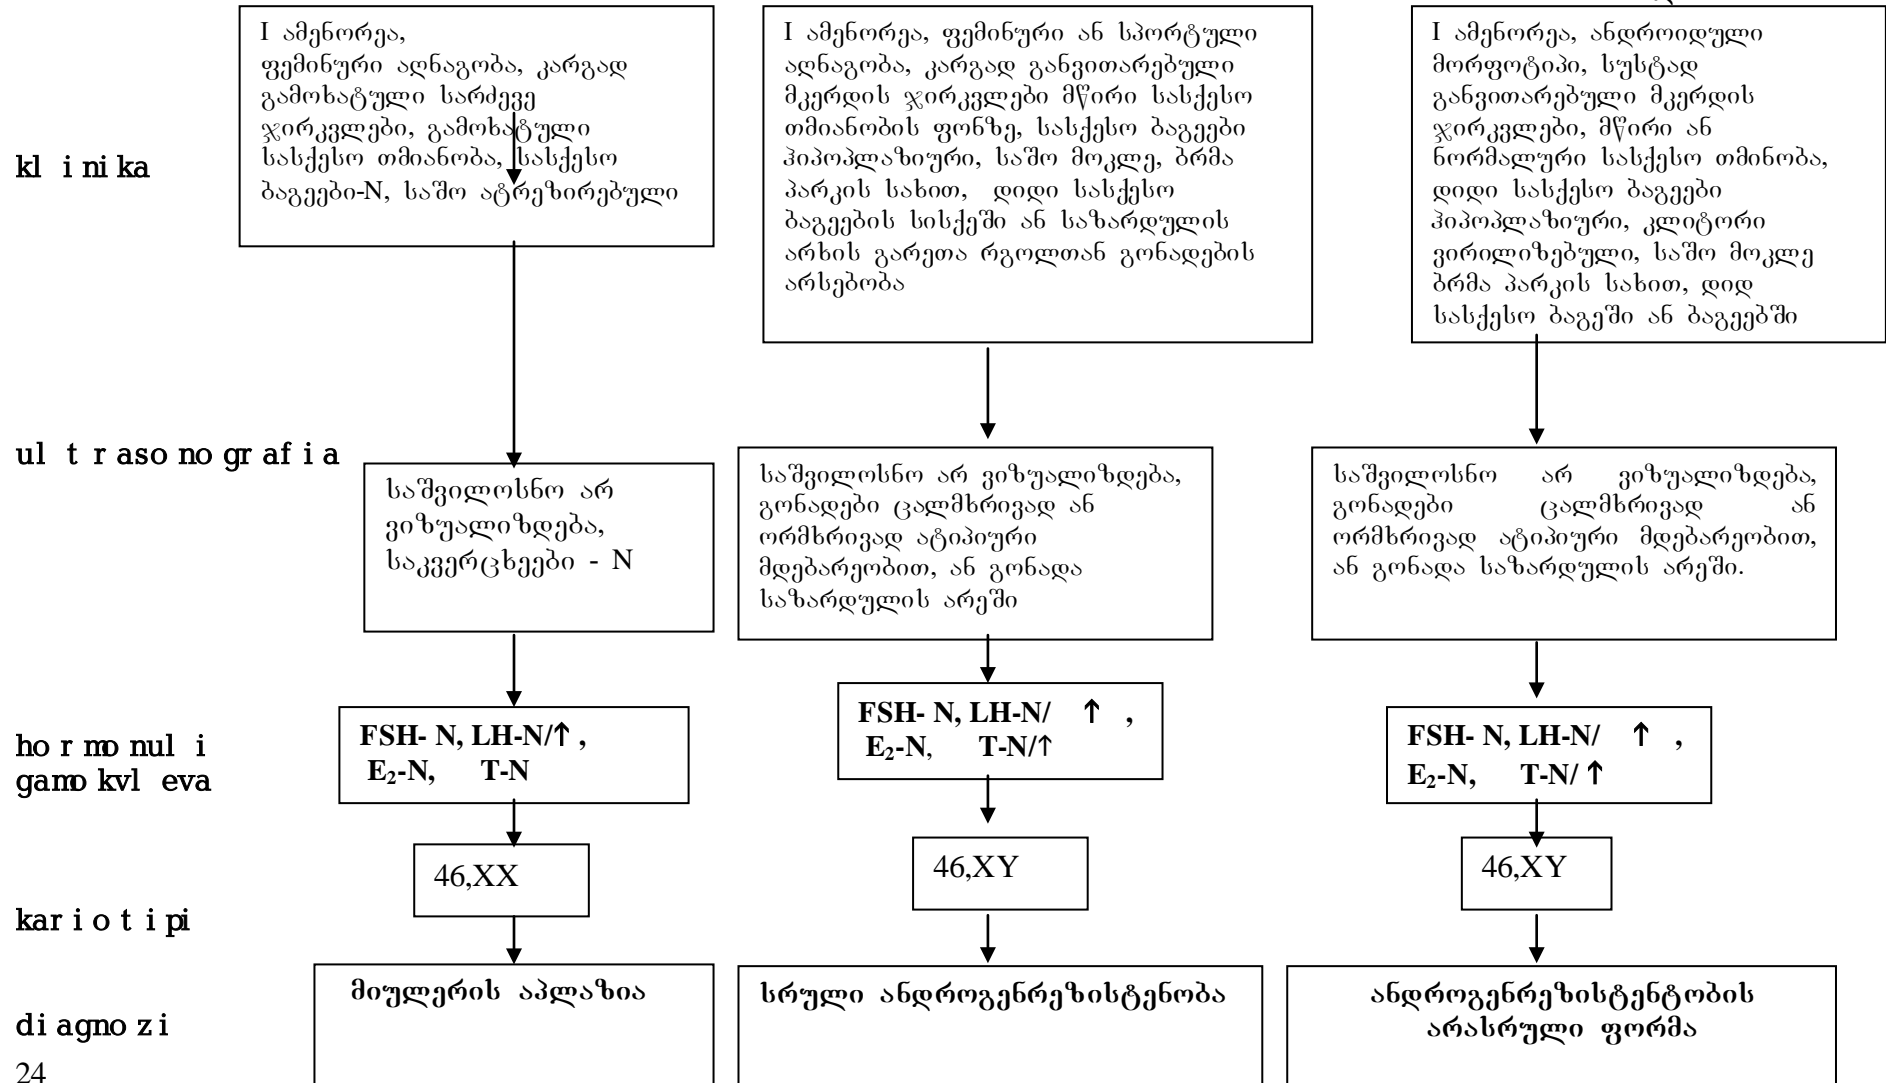 klinika
I ამენორეა,
ფემინური აღნაგობა, კარგად
გამოხატული სარძევე
ჯირკვლები, გამოხატული
სასქესო თმიანობა, სასქესო
ბაგეები-N, საშო ატრეზირებული
I ამენორეა, ფემინური ან სპორტული
აღნაგობა, კარგად განვითარებული
მკერდის ჯირკვლები მწირი სასქესო
თმიანობის ფონზე, სასქესო ბაგეები
ჰიპოპლაზიური, საშო მოკლე, ბრმა
პარკის სახით, დიდი სასქესო
ბაგეების სისქეში ან საზარდულის
არხის გარეთა რგოლთან გონადების
არსებობა
I ამენორეა, ანდროიდული
მორფოტიპი, სუსტად
განვითარებული მკერდის
ჯირკვლები, მწირი ან
ნორმალური სასქესო თმინობა,
დიდი სასქესო ბაგეები
ჰიპოპლაზიური, კლიტორი
ვირილიზებული, საშო მოკლე
ბრმა პარკის სახით, დიდ
სასქესო ბაგეში ან ბაგეებში
ultrasonografia
საშვილოსნო არ
ვიზუალიზდება,
საკვერცხეები - N
საშვილოსნო არ ვიზუალიზდება,
გონადები ცალმხრივად ან
ორმხრივად ატიპიური
მდებარეობით, ან გონადა
საზარდულის არეში
საშვილოსნო არ ვიზუალიზდება,
გონადები ცალმხრივად ან
ორმხრივად ატიპიური მდებარეობით,
ან გონადა საზარდულის არეში.
hormonuli
gamokvleva
FSH- N, LH-N/↑,
E₂-N, T-N
FSH- N, LH-N/ ↑ ,
E₂-N, T-N/↑
FSH- N, LH-N/ ↑ ,
E₂-N, T-N/ ↑
kariotipi
46,XX
46,XY
46,XY
diagnozi
მიულერის აპლაზია
სრული ანდროგენრეზისტენობა
ანდროგენრეზისტენტობის
არასრული ფორმა
24